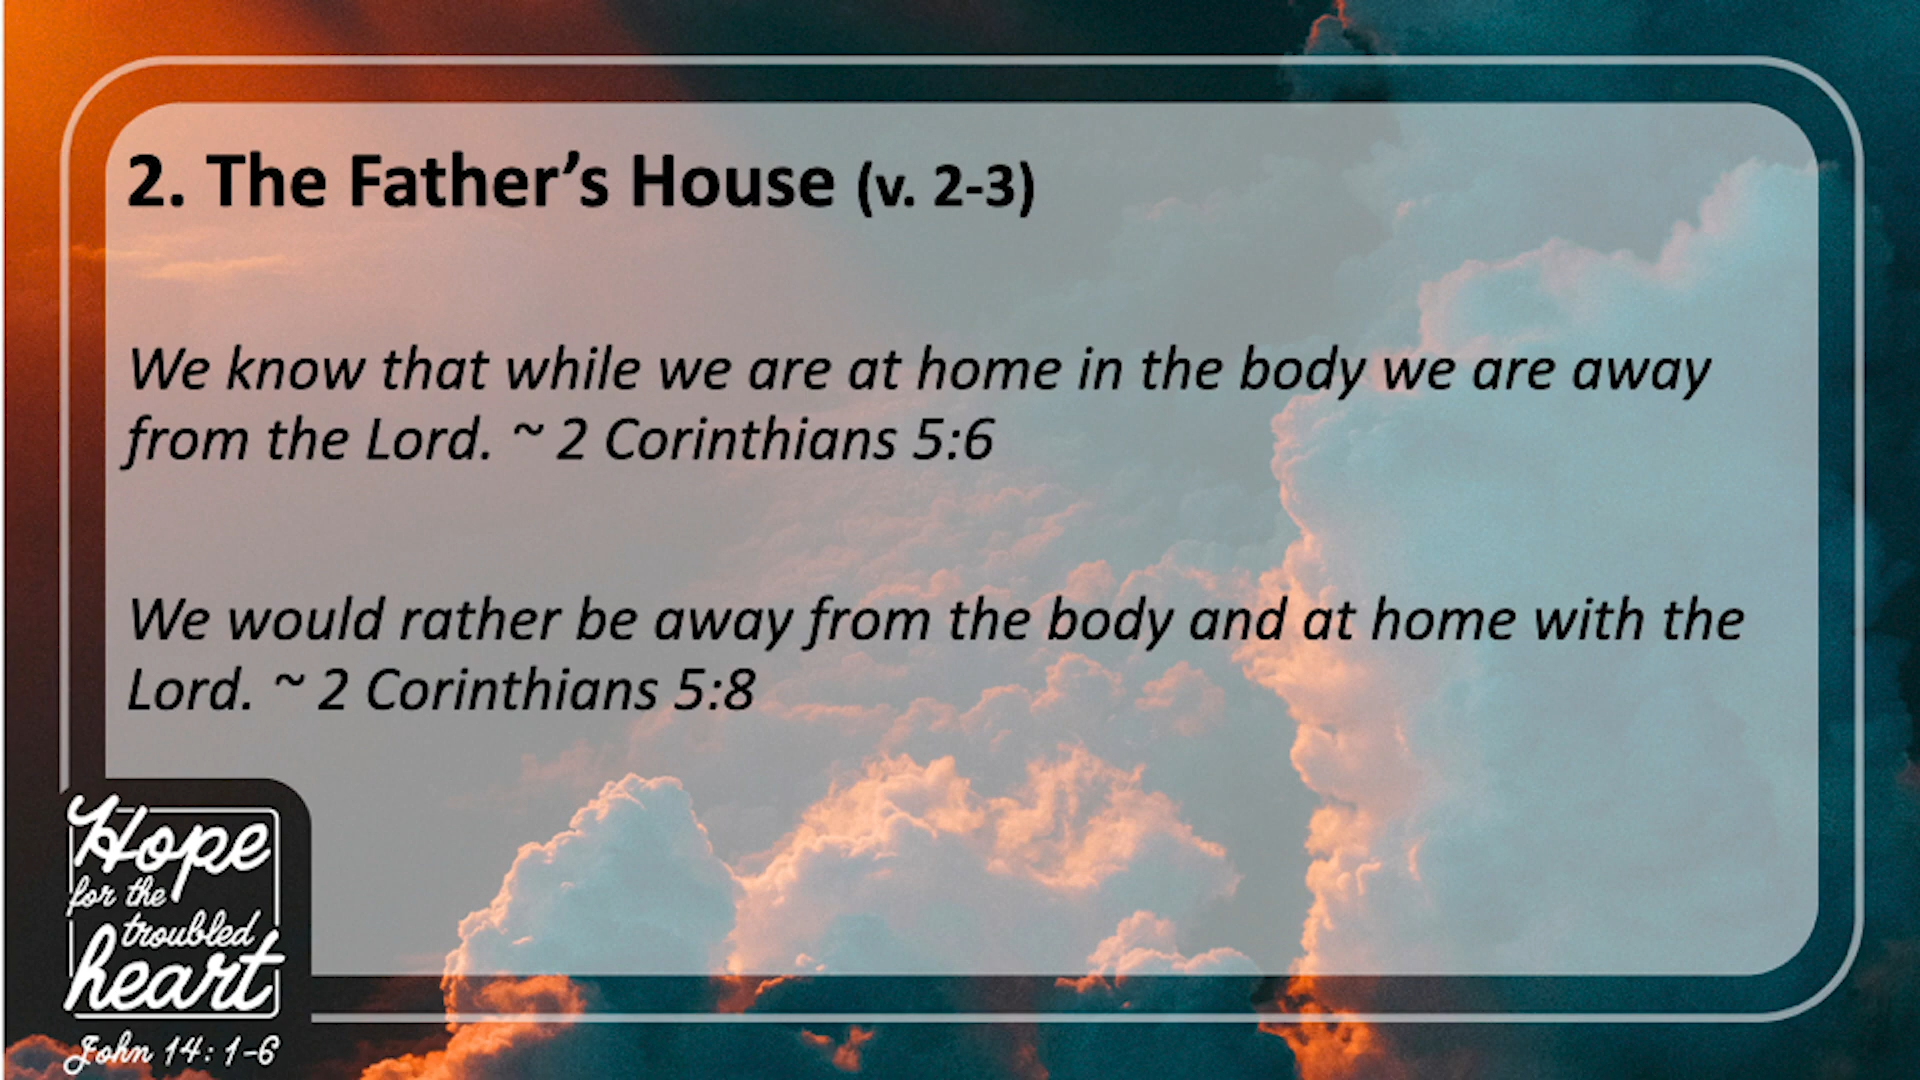 2. The Father’s House (v. 2-3)
We know that while we are at home in the body we are away
from the Lord. ~ 2 Corinthians 5:6
We would rather be away from the body and at home with the
Lord. ~ 2 Corinthians 5:8
Hope
for the
troubled
heart
John 14: 1-6